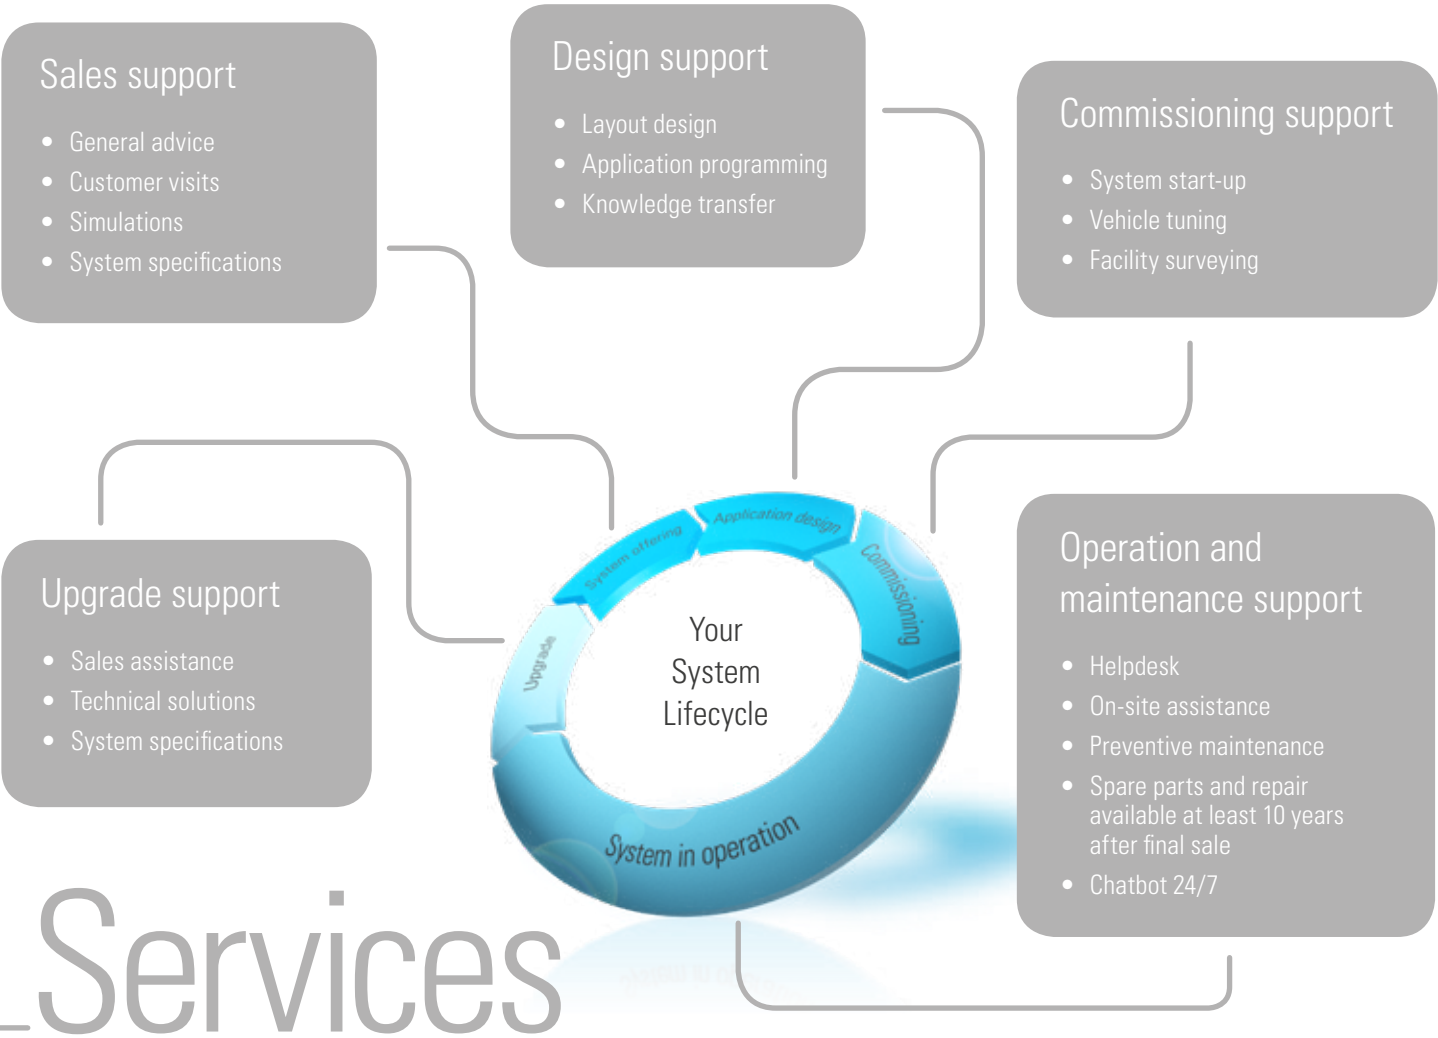 Sales support
• General advice
• Customer visits
• Simulations
• System specifications
Design support
• Layout design
• Application programming
• Knowledge transfer
Commissioning support
• System start-up
• Vehicle tuning
• Facility surveying
Upgrade support
• Sales assistance
• Technical solutions
• System specifications
System offering
Application design
Commissioning
Upgrade
System in operation
Your
System
Lifecycle
Operation and
maintenance support
• Helpdesk
• On-site assistance
• Preventive maintenance
• Spare parts and repair
available at least 10 years
after final sale
• Chatbot 24/7
_Services